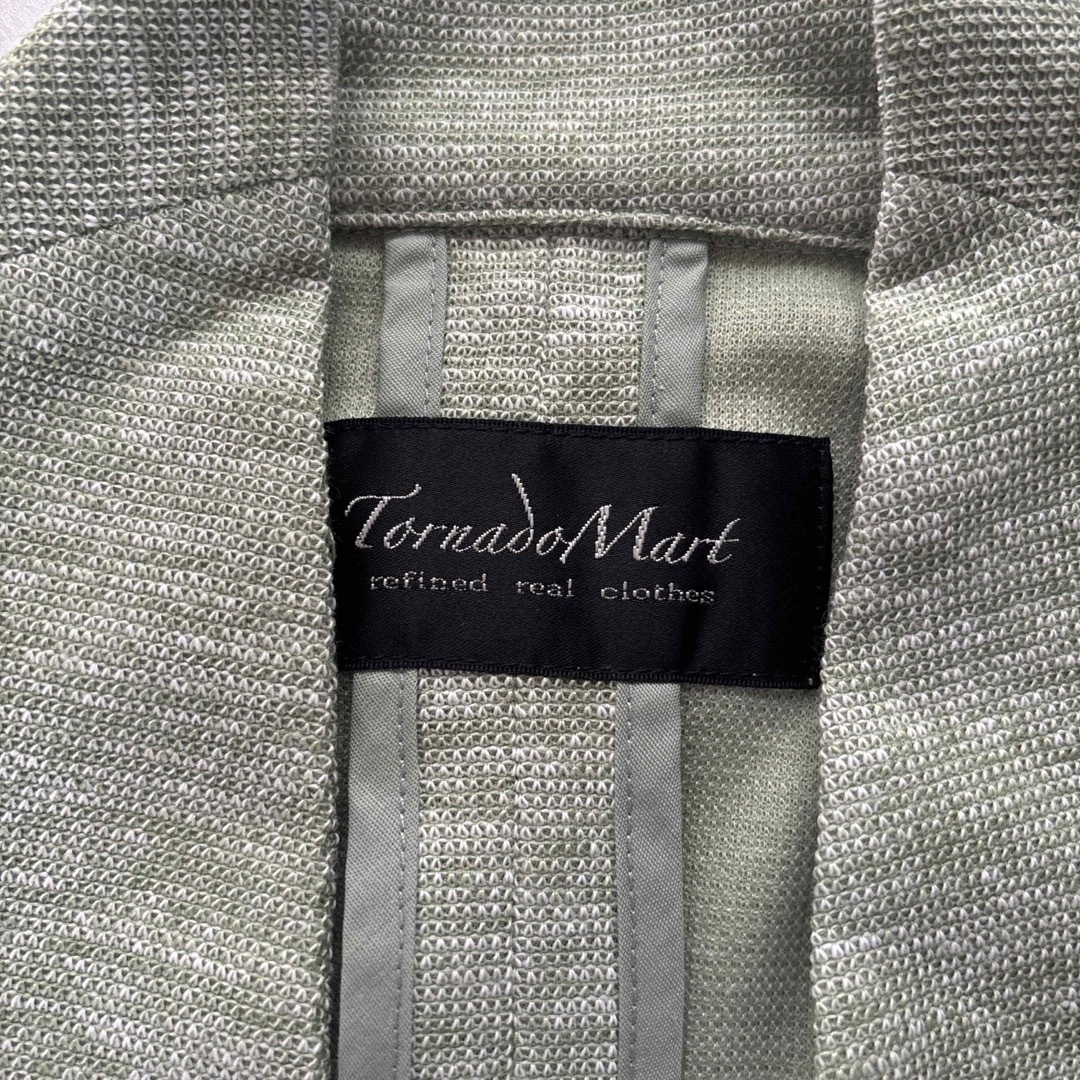 TornadoMart
refined real clothes